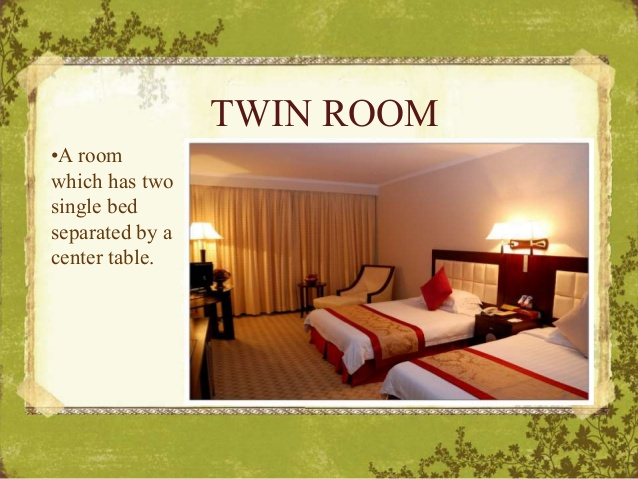 TWIN ROOM
•A room
which has two
single bed
separated by a
center table.